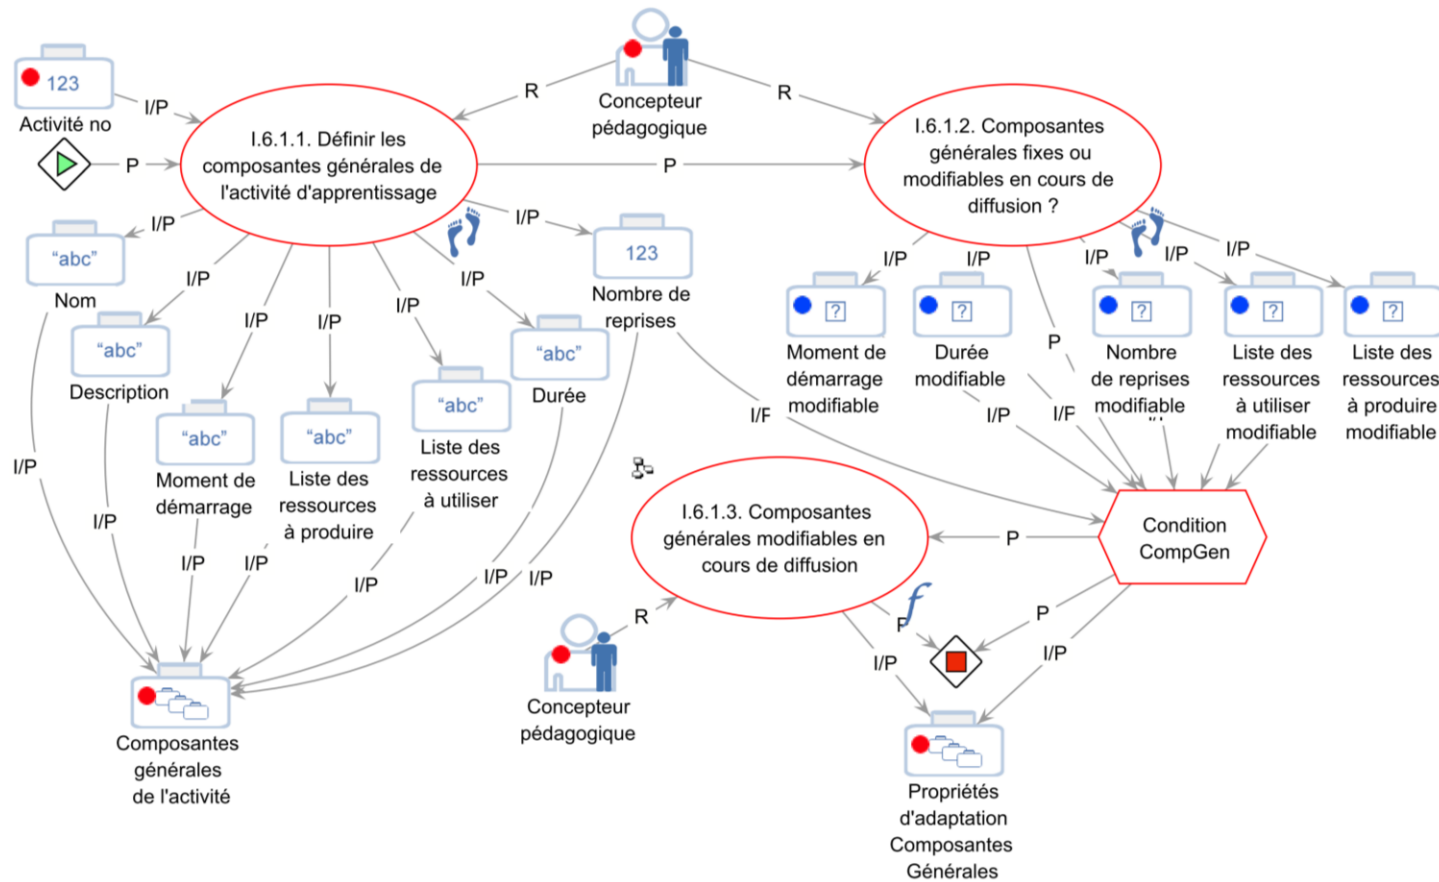 123
Activité no
I/P
P
I.6.1.1. Définir les
composantes générales de
l'activité d'apprentissage
R
Concepteur
pédagogique
R
P
I.6.1.2. Composantes
générales fixes ou
modifiables en cours de
diffusion ?
I/P
“abc”
Nom
I/P
“abc”
Description
I/P
“abc”
Moment de
démarrage
I/P
“abc”
Liste des
ressources
à produire
I/P
“abc”
Liste des
ressources
à utiliser
I/P
“abc”
Durée
I/P
123
Nombre de
reprises
I/P
?
Moment de
démarrage
modifiable
I/P
?
Durée
modifiable
I/P
?
Nombre
de reprises
modifiable
I/P
?
Liste des
ressources
à utiliser
modifiable
I/P
?
Liste des
ressources
à produire
modifiable
P
I/P
I/P
I/P
I/P
I/P
I/P
I/P
I/P
I/P
I/P
Composantes
générales
de l'activité
I.6.1.3. Composantes
générales modifiables en
cours de diffusion
P
Condition
CompGen
R
Concepteur
pédagogique
f
P
I/P
P
I/P
Propriétés
d'adaptation
Composantes
Générales